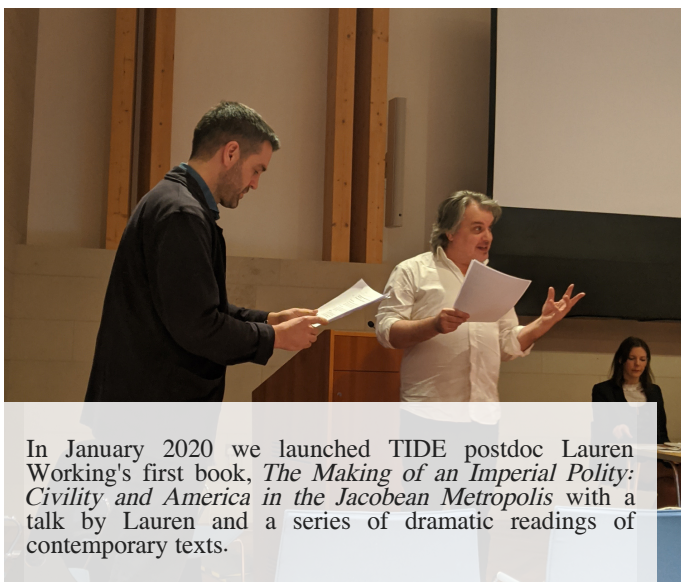 In January 2020 we launched TIDE postdoc Lauren
Working's first book, The Making of an Imperial Polity:
Civility and America in the Jacobean Metropolis with a
talk by Lauren and a series of dramatic readings of
contemporary texts.